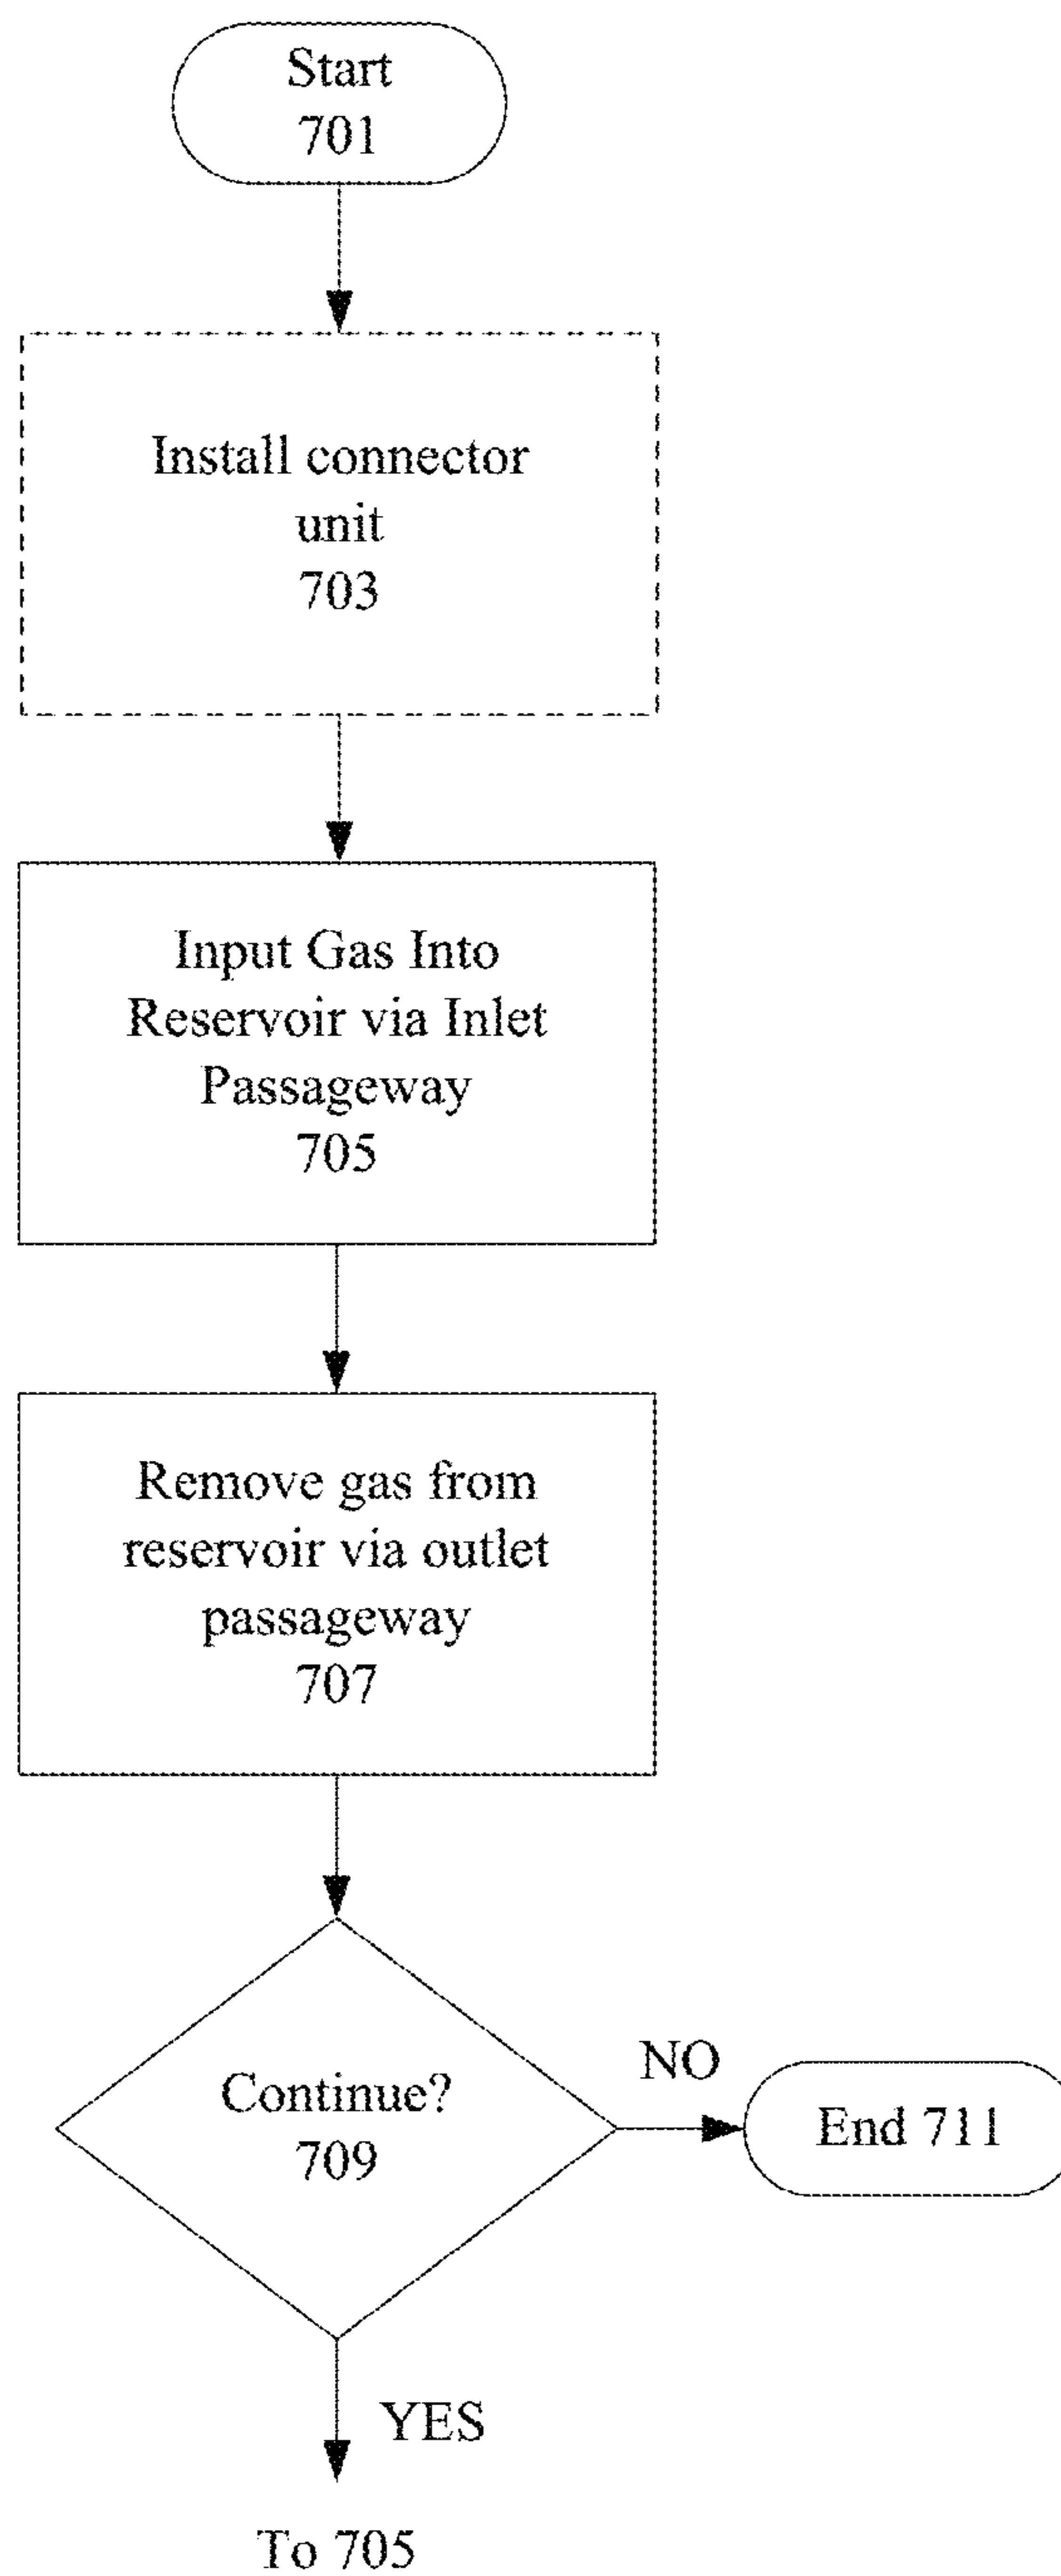 Start
701
Install connector
unit
703
Input Gas Into
Reservoir via Inlet
Passageway
705
Remove gas from
reservoir via outlet
passageway
707
Continue?
709
NO
End 711
YES
To 705